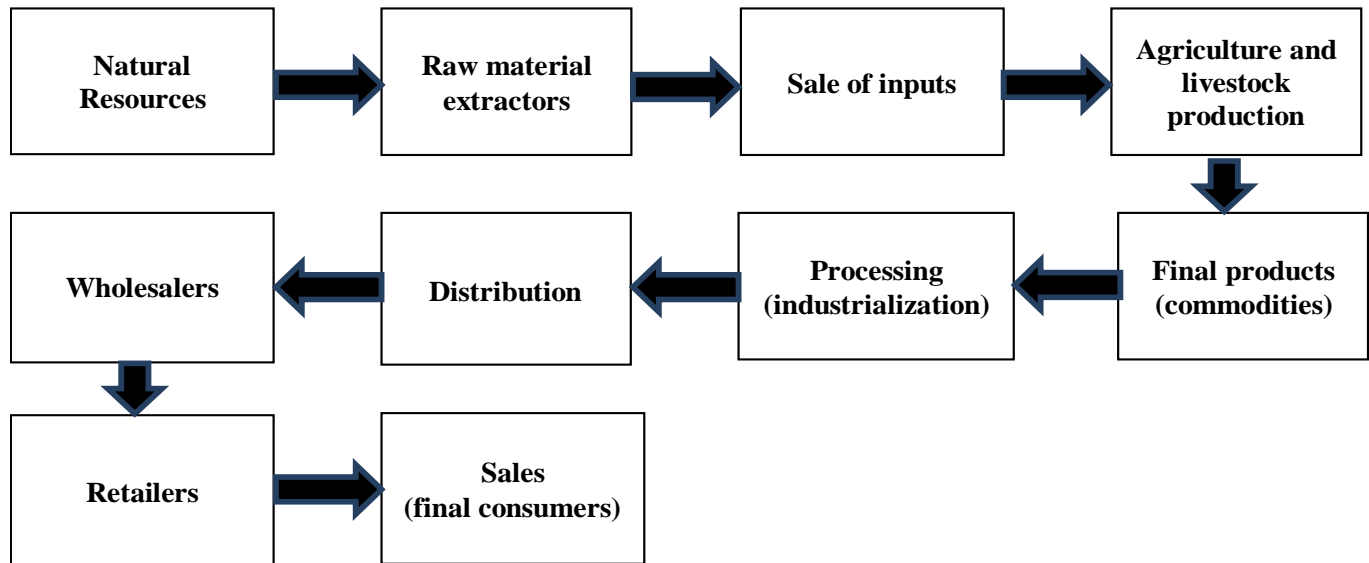 Natural
Resources
Raw material
extractors
Sale of inputs
Agriculture and
livestock
production
Final products
(commodities)
Processing
(industrialization)
Distribution
Wholesalers
Retailers
Sales
(final consumers)